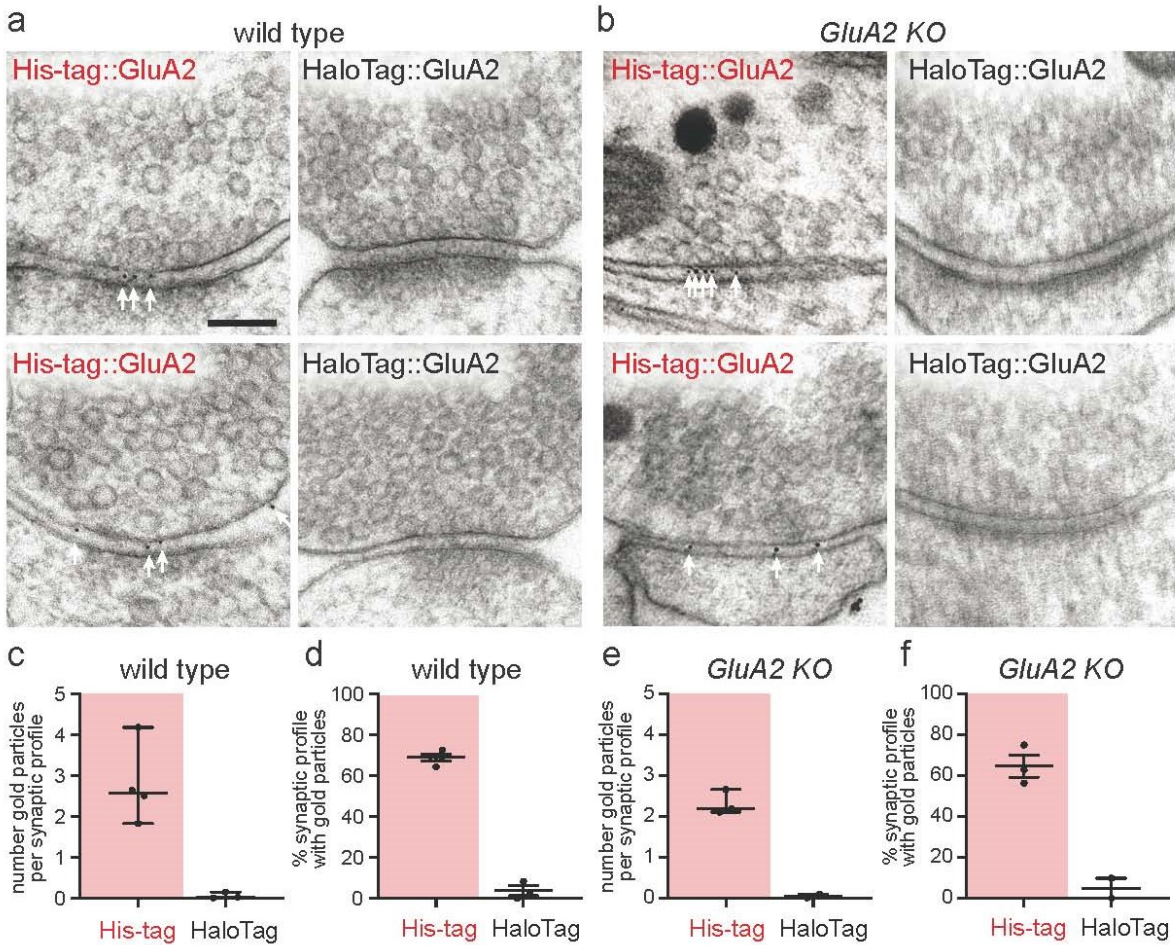 a
wild type
His-tag::GluA2
HaloTag::GluA2
His-tag::GluA2
HaloTag::GluA2
b
GluA2 KO
His-tag::GluA2
HaloTag::GluA2
His-tag::GluA2
HaloTag::GluA2
c
wild type
number gold particles
per synaptic profile
5
4
3
2
1
0
His-tag
HaloTag
d
wild type
% synaptic profile
with gold particles
100
80
60
40
20
0
His-tag
HaloTag
e
GluA2 KO
number gold particles
per synaptic profile
5
4
3
2
1
0
His-tag
HaloTag
f
GluA2 KO
% synaptic profile
with gold particles
100
80
60
40
20
0
His-tag
HaloTag